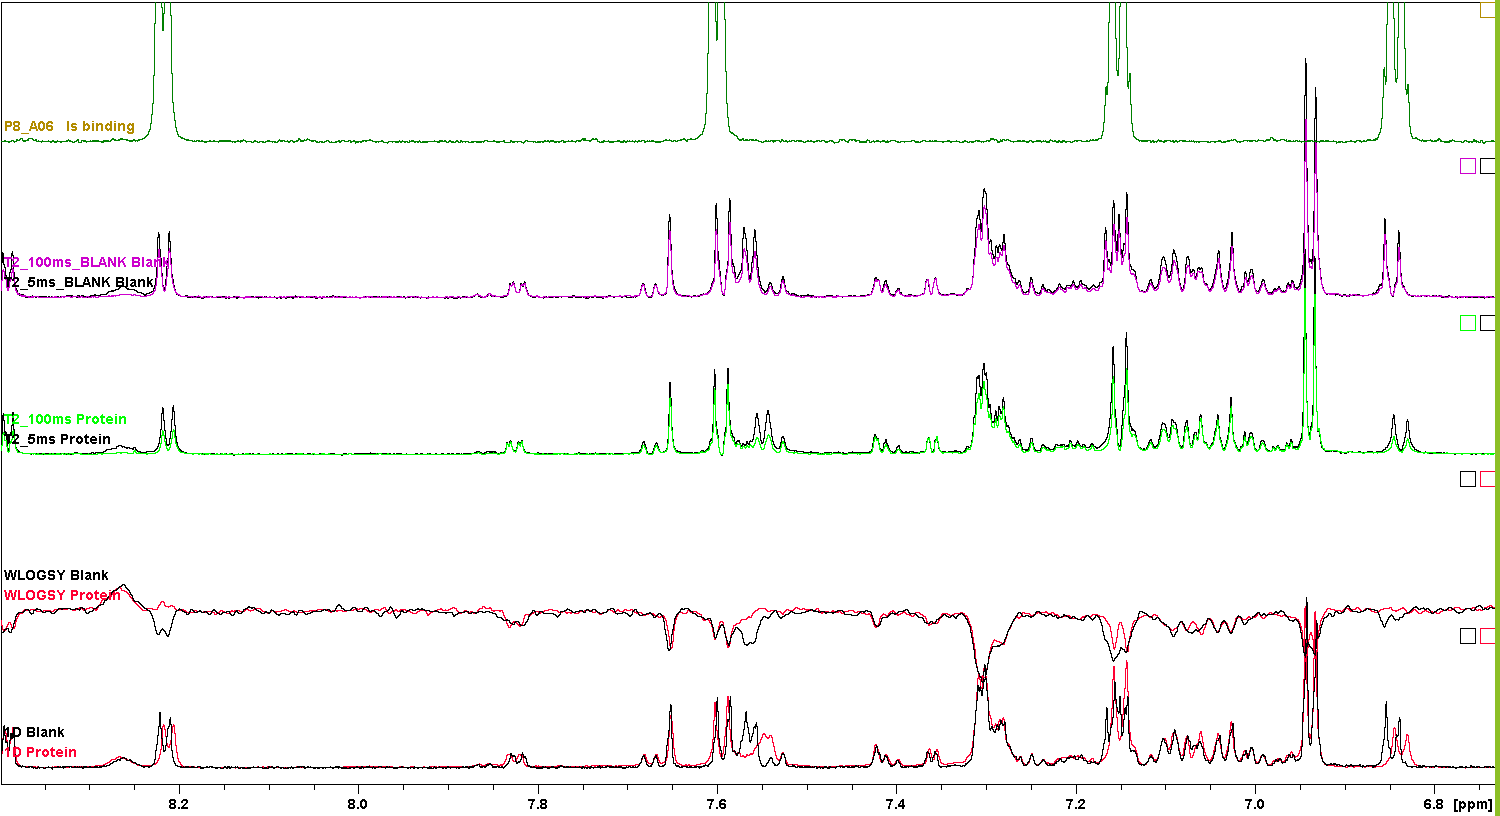 P8_A06 Is binding
T2_100ms_BLANK Blank
T2_5ms_BLANK Blank
T2_100ms Protein
T2_5ms Protein
WLOGSY Blank
WLOGSY Protein
1D Blank
1D Protein
8.2 8.0 7.8 7.6 7.4 7.2 7.0 6.8 [ppm]